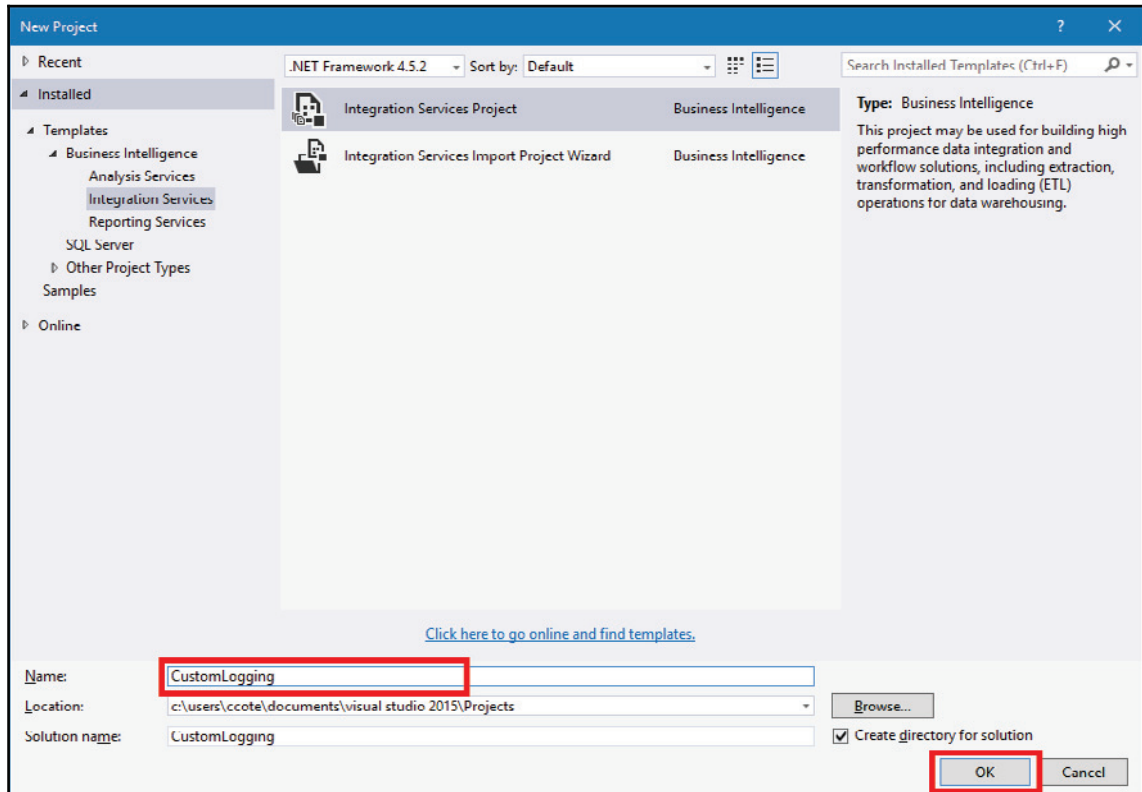 New Project
?
Recent
Installed
Templates
Business Intelligence
Analysis Services
Integration Services
Reporting Services
SQL Server
Other Project Types
Samples
Online
.NET Framework 4.5.2 Sort by: Default
Integration Services Project Business Intelligence
Integration Services Import Project Wizard Business Intelligence
Click here to go online and find templates.
Search Installed Templates (Ctrl+E)
Type: Business Intelligence
This project may be used for building high
performance data integration and
workflow solutions, including extraction,
transformation, and loading (ETL)
operations for data warehousing.
Name: CustomLogging
Location: c:\users\ccote\documents\visual studio 2015\Projects Browse...
Solution name: CustomLogging Create directory for solution
OK Cancel